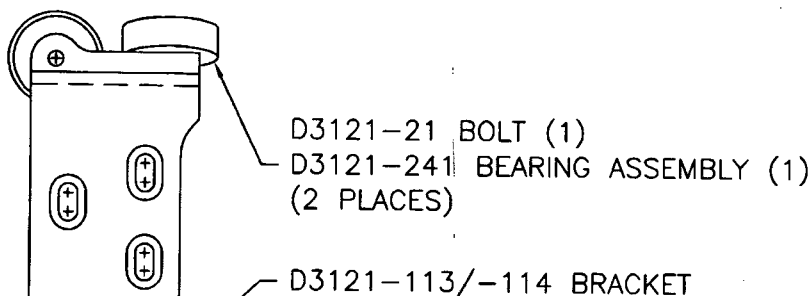 D3121-21 BOLT (1)
D3121-241 BEARING ASSEMBLY (1)
(2 PLACES)
D3121-113/-114 BRACKET